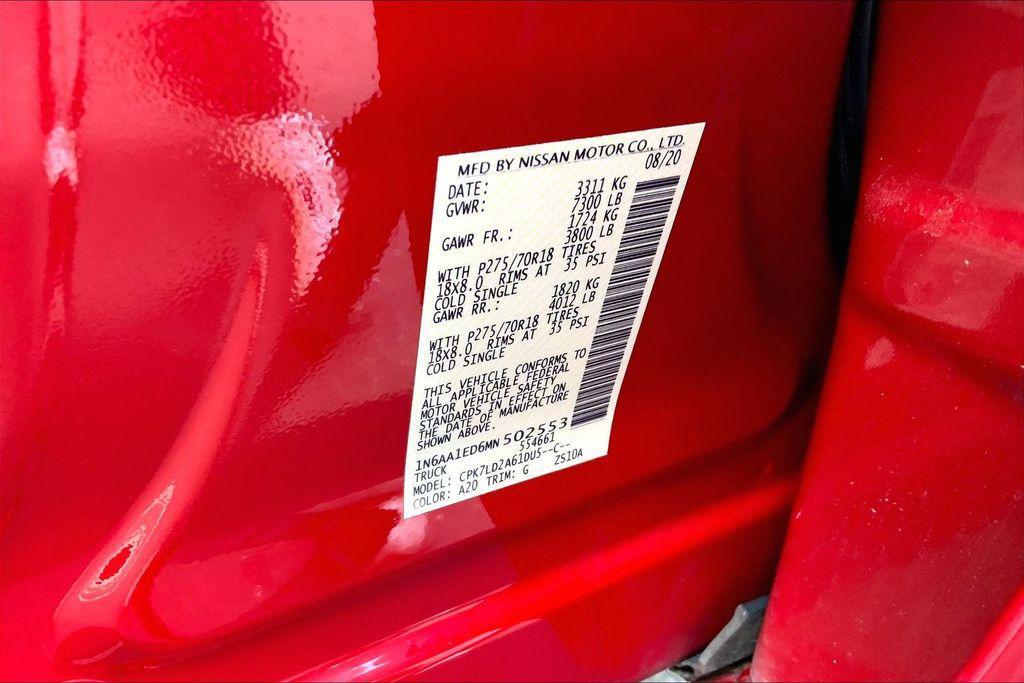 MFD BY NISSAN MOTOR CO., LTD.
DATE: 08/20
GVWR: 3311 KG
7300 LB
GAWR FR.: 1724 KG
3800 LB
WITH P275/70R18 TIRES
18X8.0 RIMS AT 35 PSI
COLD SINGLE
GAWR RR.: 1820 KG
4012 LB
WITH P275/70R18 TIRES
18X8.0 RIMS AT 35 PSI
COLD SINGLE
THIS VEHICLE CONFORMS TO
ALL APPLICABLE FEDERAL
MOTOR VEHICLE SAFETY
STANDARDS IN EFFECT ON
THE DATE OF MANUFACTURE
SHOWN ABOVE.
1N6AA1ED6MN502553
TRUCK 554661
MODEL: CPK7LD2A61DU5--C--
COLOR: A20 TRIM: G ZS10A